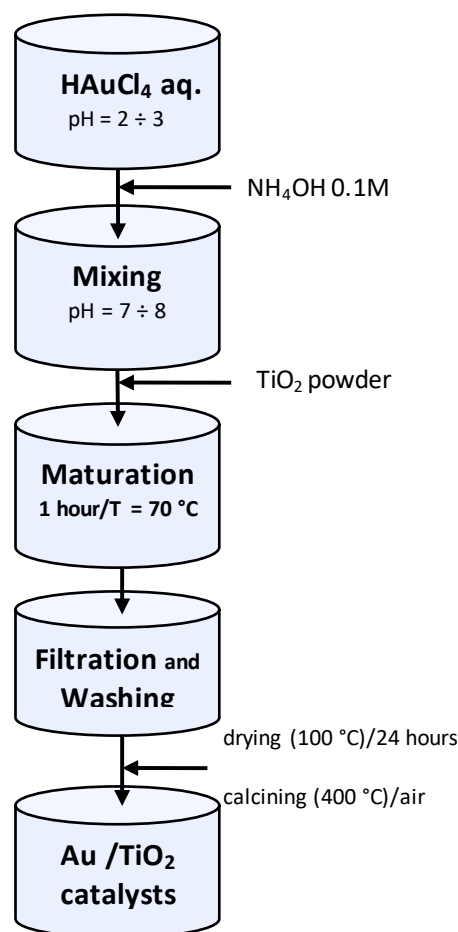 HAuCl₄ aq.
pH = 2 ÷ 3
NH₄OH 0.1M
Mixing
pH = 7 ÷ 8
TiO₂ powder
Maturation
1 hour/T = 70 °C
Filtration and
Washing
drying (100 °C)/24 hours
calcining (400 °C)/air
Au /TiO₂
catalysts